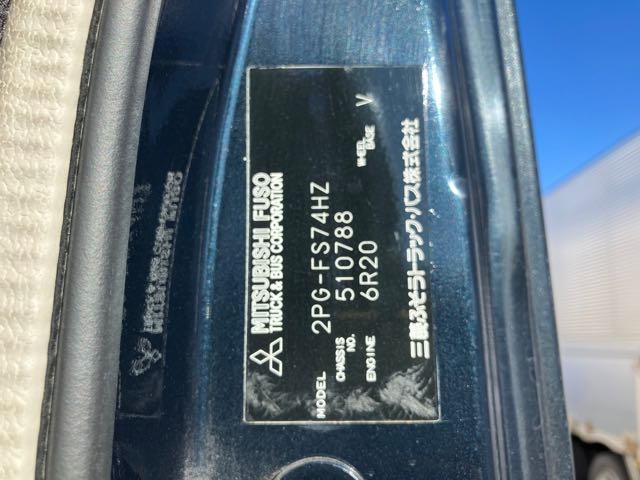 MITSUBISHI FUSO
TRUCK & BUS CORPORATION
MODEL 2PG-FS74HZ
CHASSIS NO. 510788
ENGINE 6R20 WHEEL BASE V
三菱ふそうトラック・バス株式会社